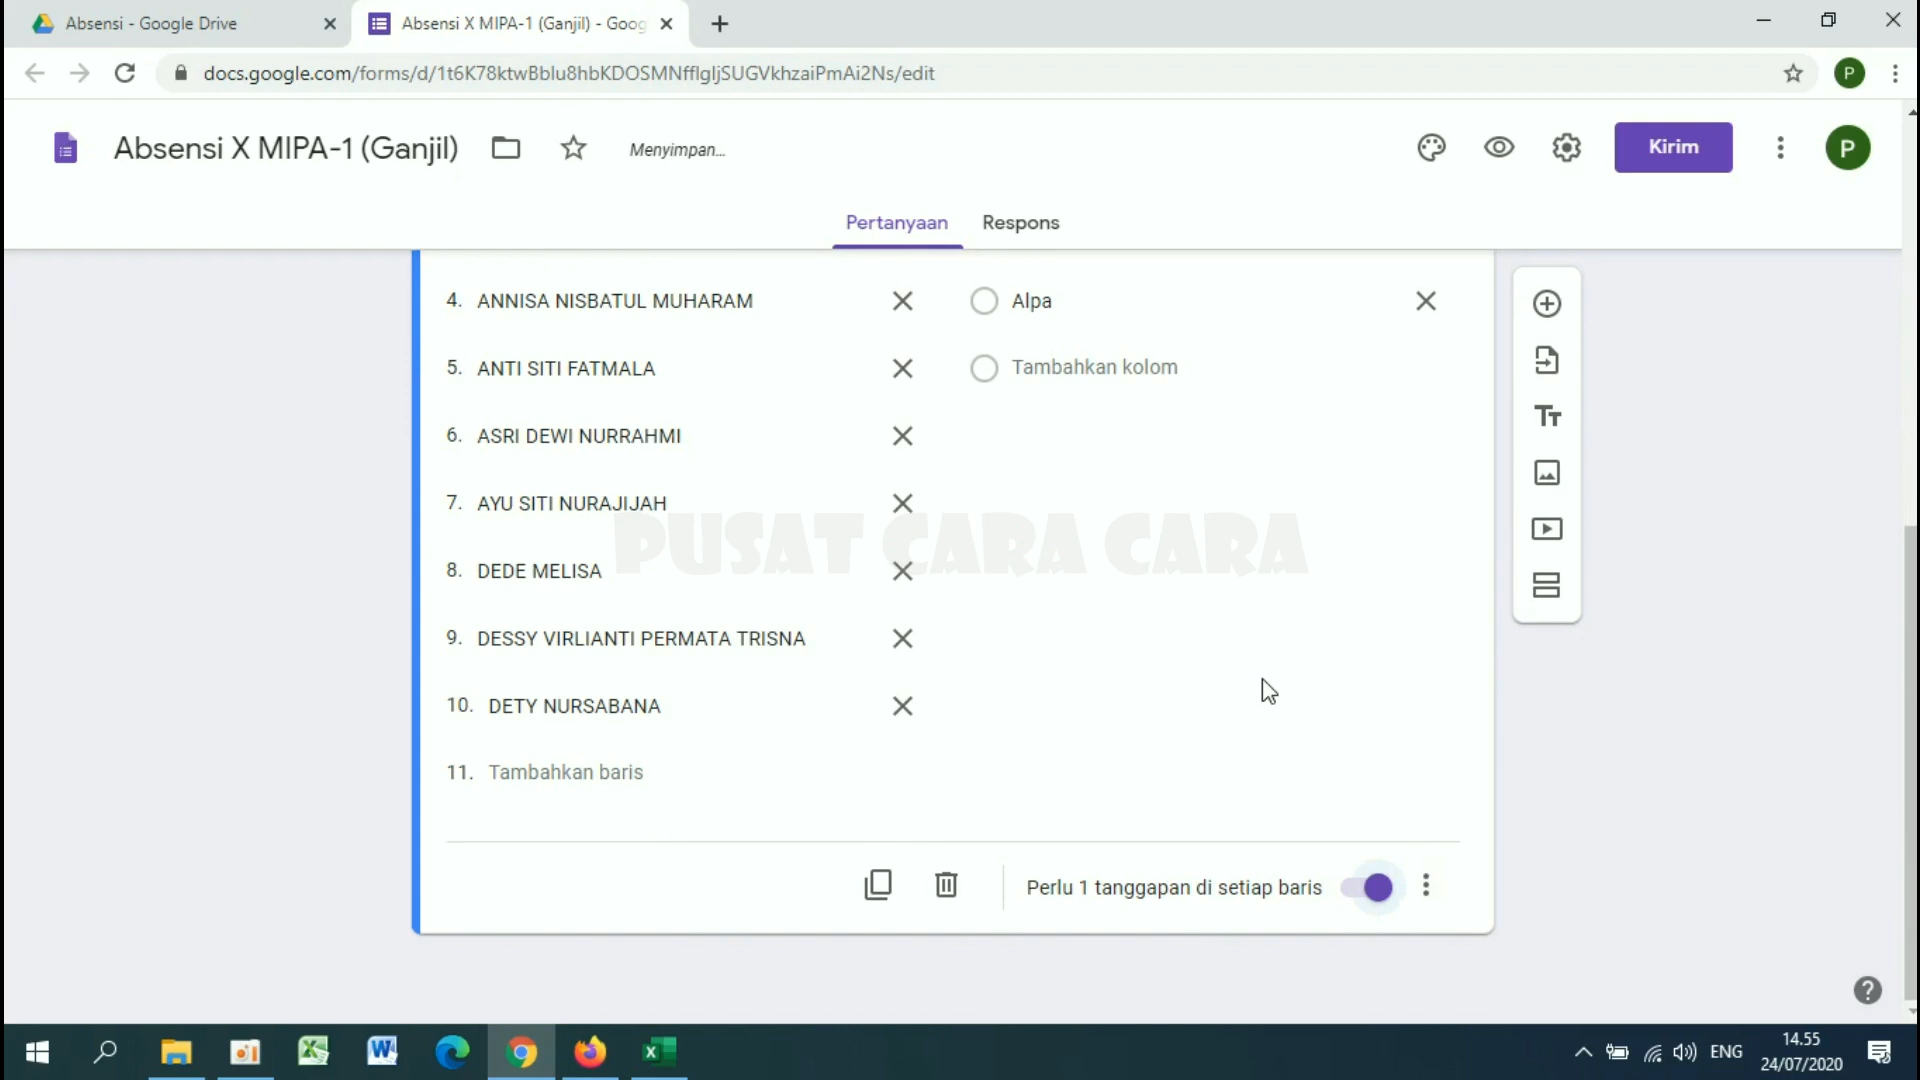 Absensi - Google Drive
Absensi X MIPA-1 (Ganjil) - Goog
docs.google.com/forms/d/1t6K78ktwBblu8hbKDOSMNfflgIjSUGVkhzaiPmAi2Ns/edit
P
Absensi X MIPA-1 (Ganjil)
Menyimpan...
Kirim
P
Pertanyaan
Respons
4. ANNISA NISBATUL MUHARAM
Alpa
5. ANTI SITI FATMALA
Tambahkan kolom
6. ASRI DEWI NURRAHMI
7. AYU SITI NURAJIJAH
PUSAT CARA CARA
8. DEDE MELISA
9. DESSY VIRLIANTI PERMATA TRISNA
10. DETY NURSABANA
11. Tambahkan baris
Perlu 1 tanggapan di setiap baris
ENG
14.55
24/07/2020